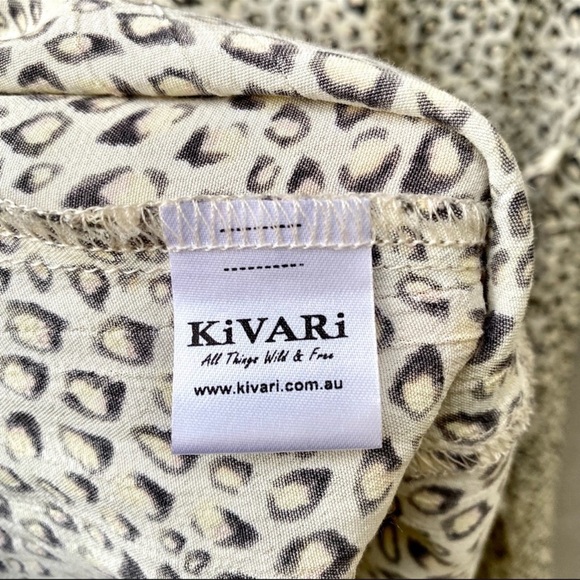 KiVARi
All Things Wild & Free
www.kivari.com.au